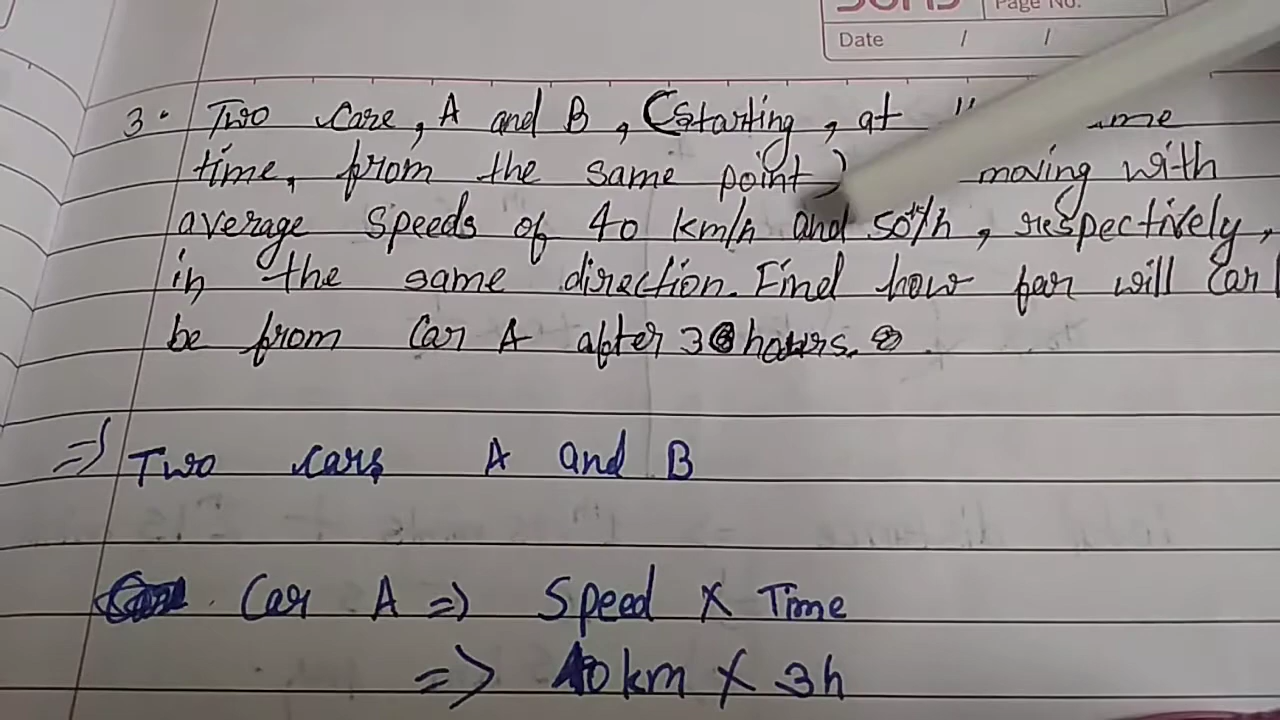 Page No.
Date / /
3. Two Care, A and B, (Starting, at ame
time, from the same point) moving with
average Speeds of 40 km/h and 50 /h, respectively,
in the same direction. Find how far will Car
be from Car A after 3 hours.
=> Two cars A and B
Car A => Speed X Time
=> 40 km X 3h